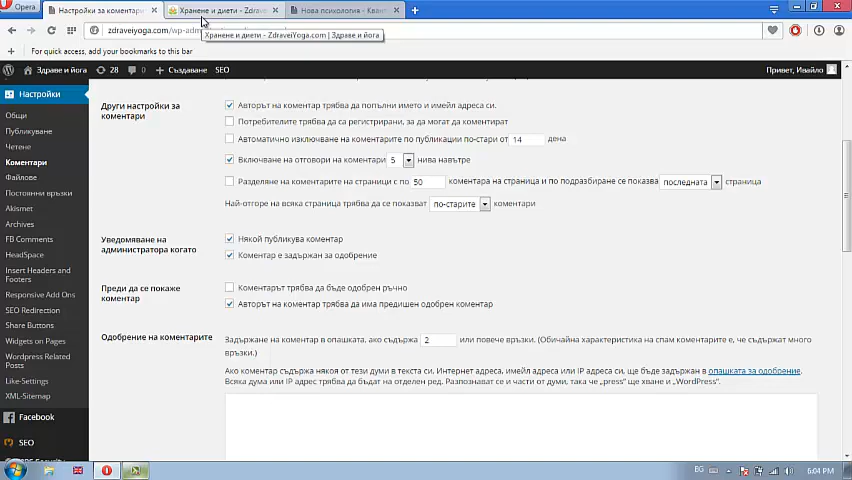 Opera
Настройки за коментари
Хранене и диети - Zdravei
Нова психология - Квант
zdraveiyoga.com/wp-adm
Хранене и диети - ZdraveiYoga.com | Здраве и йога
For quick access, add your bookmarks to this bar
Здраве и йога
28
Създаване
SEO
Привет, Ивайло
Настройки
Общи
Публикуване
Четене
Коментари
Файлове
Постоянни връзки
Akismet
Archives
FB Comments
HeadSpace
Insert Headers and
Footers
Responsive Add Ons
SEO Redirection
Share Buttons
Widgets on Pages
Wordpress Related
Posts
Like-Settings
XML-Sitemap
Facebook
SEO
Други настройки за
коментари
Авторът на коментар трябва да попълни името и имейл адреса си.
Потребителите трябва да са регистрирани, за да могат да коментират
Автоматично изключване на коментарите по публикации по-стари от 14 дена
Включване на отговори на коментари 5 нива навътре
Разделяне на коментарите на страници с по 50 коментара на страница и по подразбиране се показва последната страница
Най-отгоре на всяка страница трябва да се показват по-старите коментари
Уведомяване на
администратора когато
Някой публикува коментар
Коментар е задържан за одобрение
Преди да се покаже
коментар
Коментарът трябва да бъде одобрен ръчно
Авторът на коментар трябва да има предишен одобрен коментар
Одобрение на коментарите
Задържане на коментар в опашката, ако съдържа 2 или повече връзки. (Обичайна характеристика на спам коментарите е, че съдържат много
връзки.)
Ако коментар съдържа някоя от тези думи в текста си, Интернет адреса, имейл адреса или IP адреса си, ще бъде задържан в опашката за одобрение.
Всяка дума или IP адрес трябва да бъдат на отделен ред. Разпознават се и части от думи, така че „press“ ще хване и „WordPress“.
BG
6:04 PM